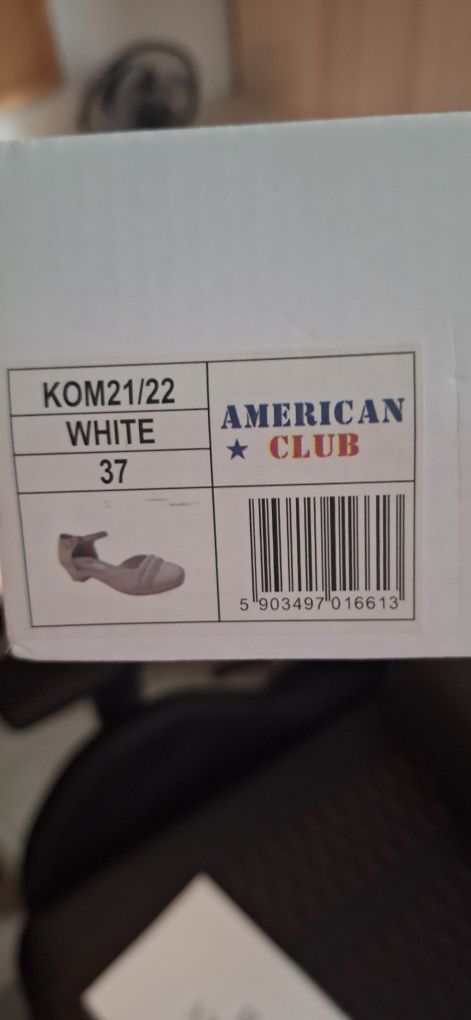 KOM21/22
WHITE
37
AMERICAN
★ CLUB
5 903497 016613